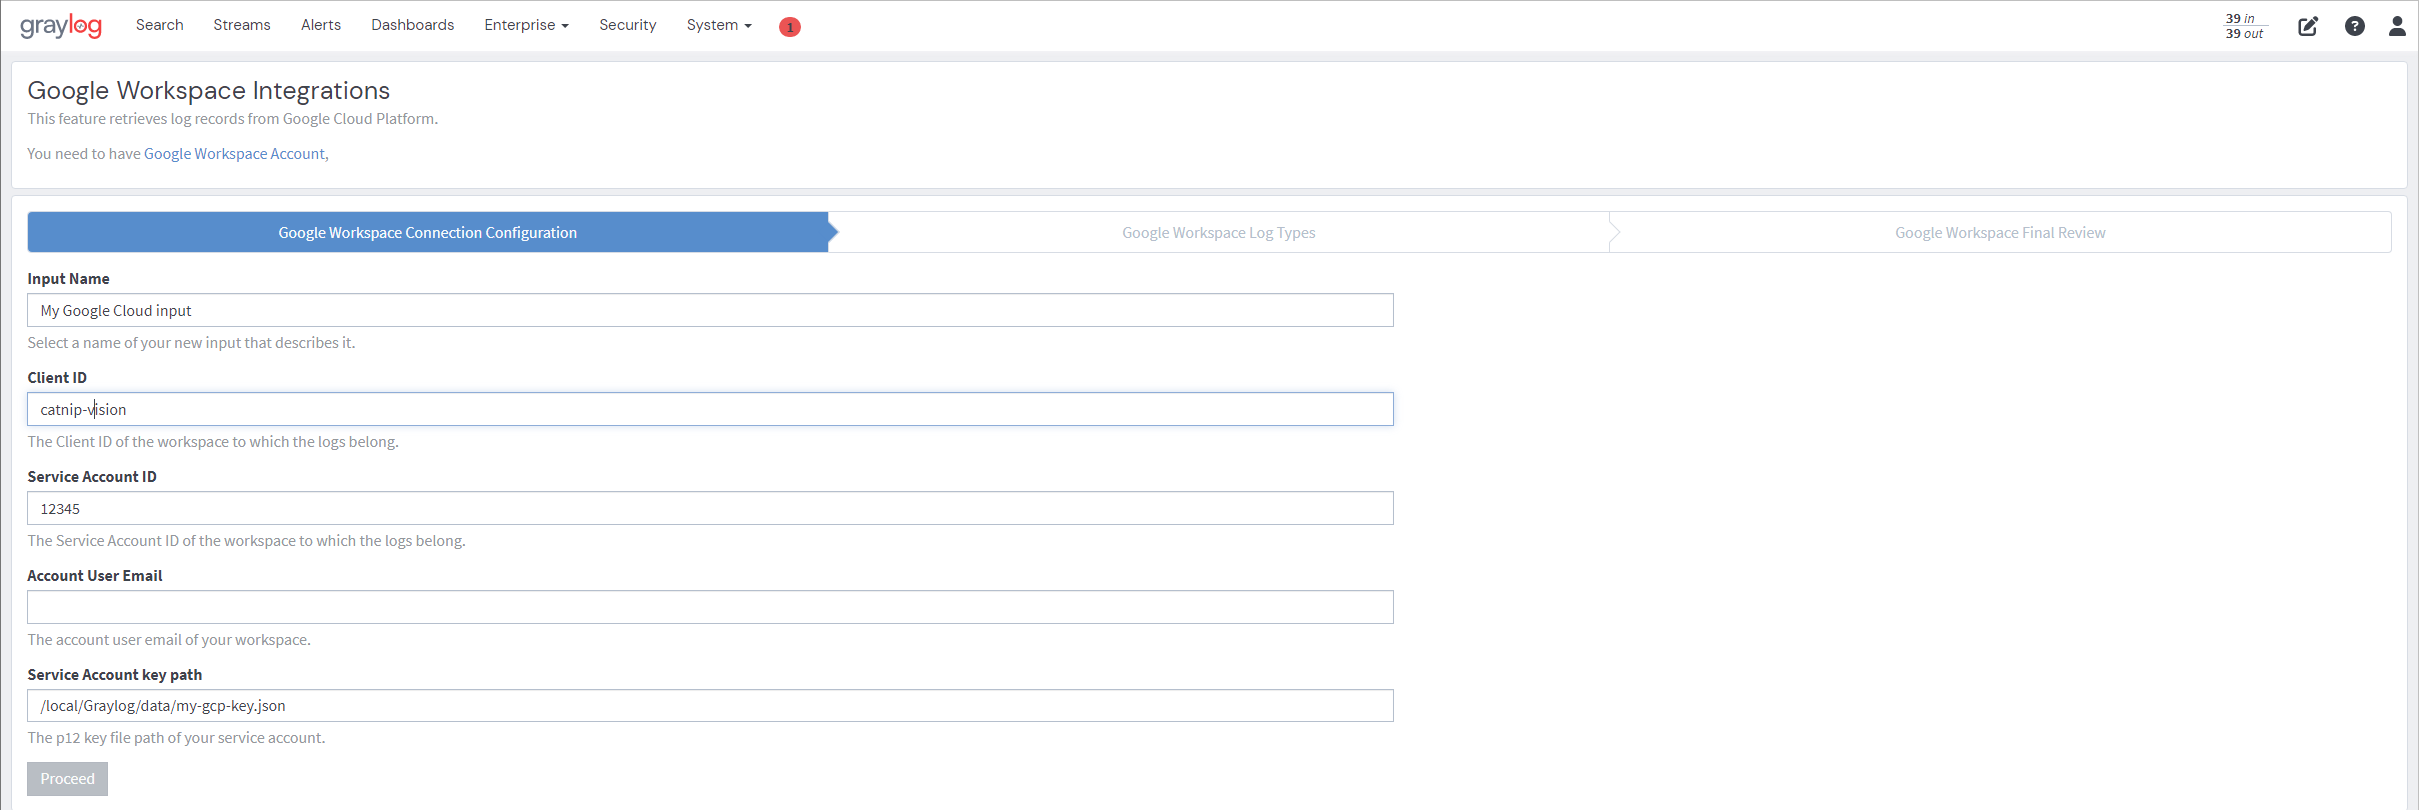 graylog Search Streams Alerts Dashboards Enterprise Security System 1 39 in
39 out
Google Workspace Integrations
This feature retrieves log records from Google Cloud Platform.
You need to have Google Workspace Account,
Google Workspace Connection Configuration Google Workspace Log Types Google Workspace Final Review
Input Name
My Google Cloud input
Select a name of your new input that describes it.
Client ID
catnip-vision
The Client ID of the workspace to which the logs belong.
Service Account ID
12345
The Service Account ID of the workspace to which the logs belong.
Account User Email
The account user email of your workspace.
Service Account key path
/local/Graylog/data/my-gcp-key.json
The p12 key file path of your service account.
Proceed